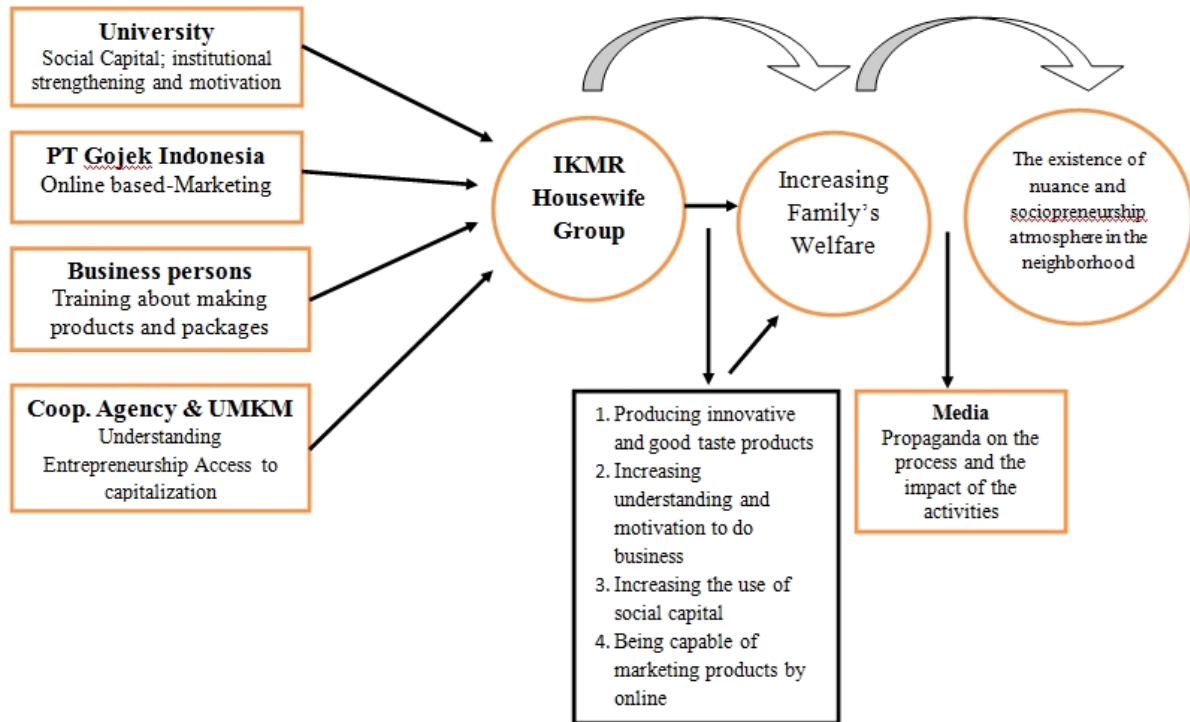 University
Social Capital; institutional
strengthening and motivation
PT Gojek Indonesia
Online based-Marketing
Business persons
Training about making
products and packages
Coop. Agency & UMKM
Understanding
Entrepreneurship Access to
capitalization
IKMR
Housewife
Group
Increasing
Family’s
Welfare
The existence of
nuance and
sociopreneurship
atmosphere in the
neighborhood
1. Producing innovative
and good taste products
2. Increasing
understanding and
motivation to do
business
3. Increasing the use of
social capital
4. Being capable of
marketing products by
online
Media
Propaganda on the
process and the
impact of the
activities